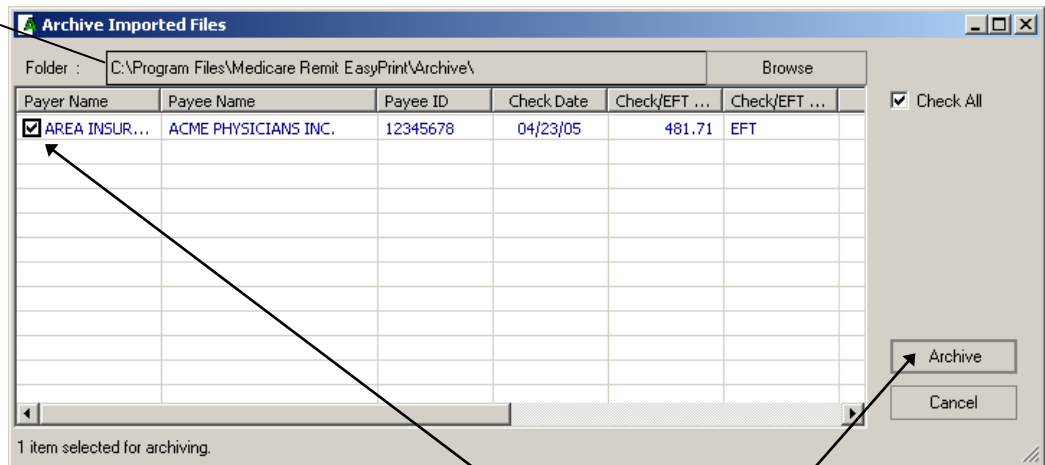 Archive Imported Files
Folder : C:\Program Files\Medicare Remit EasyPrint\Archive\ Browse
Payer Name Payee Name Payee ID Check Date Check/EFT ... Check/EFT ... Check All
AREA INSUR... ACME PHYSICIANS INC. 12345678 04/23/05 481.71 EFT
Archive
Cancel
1 item selected for archiving.